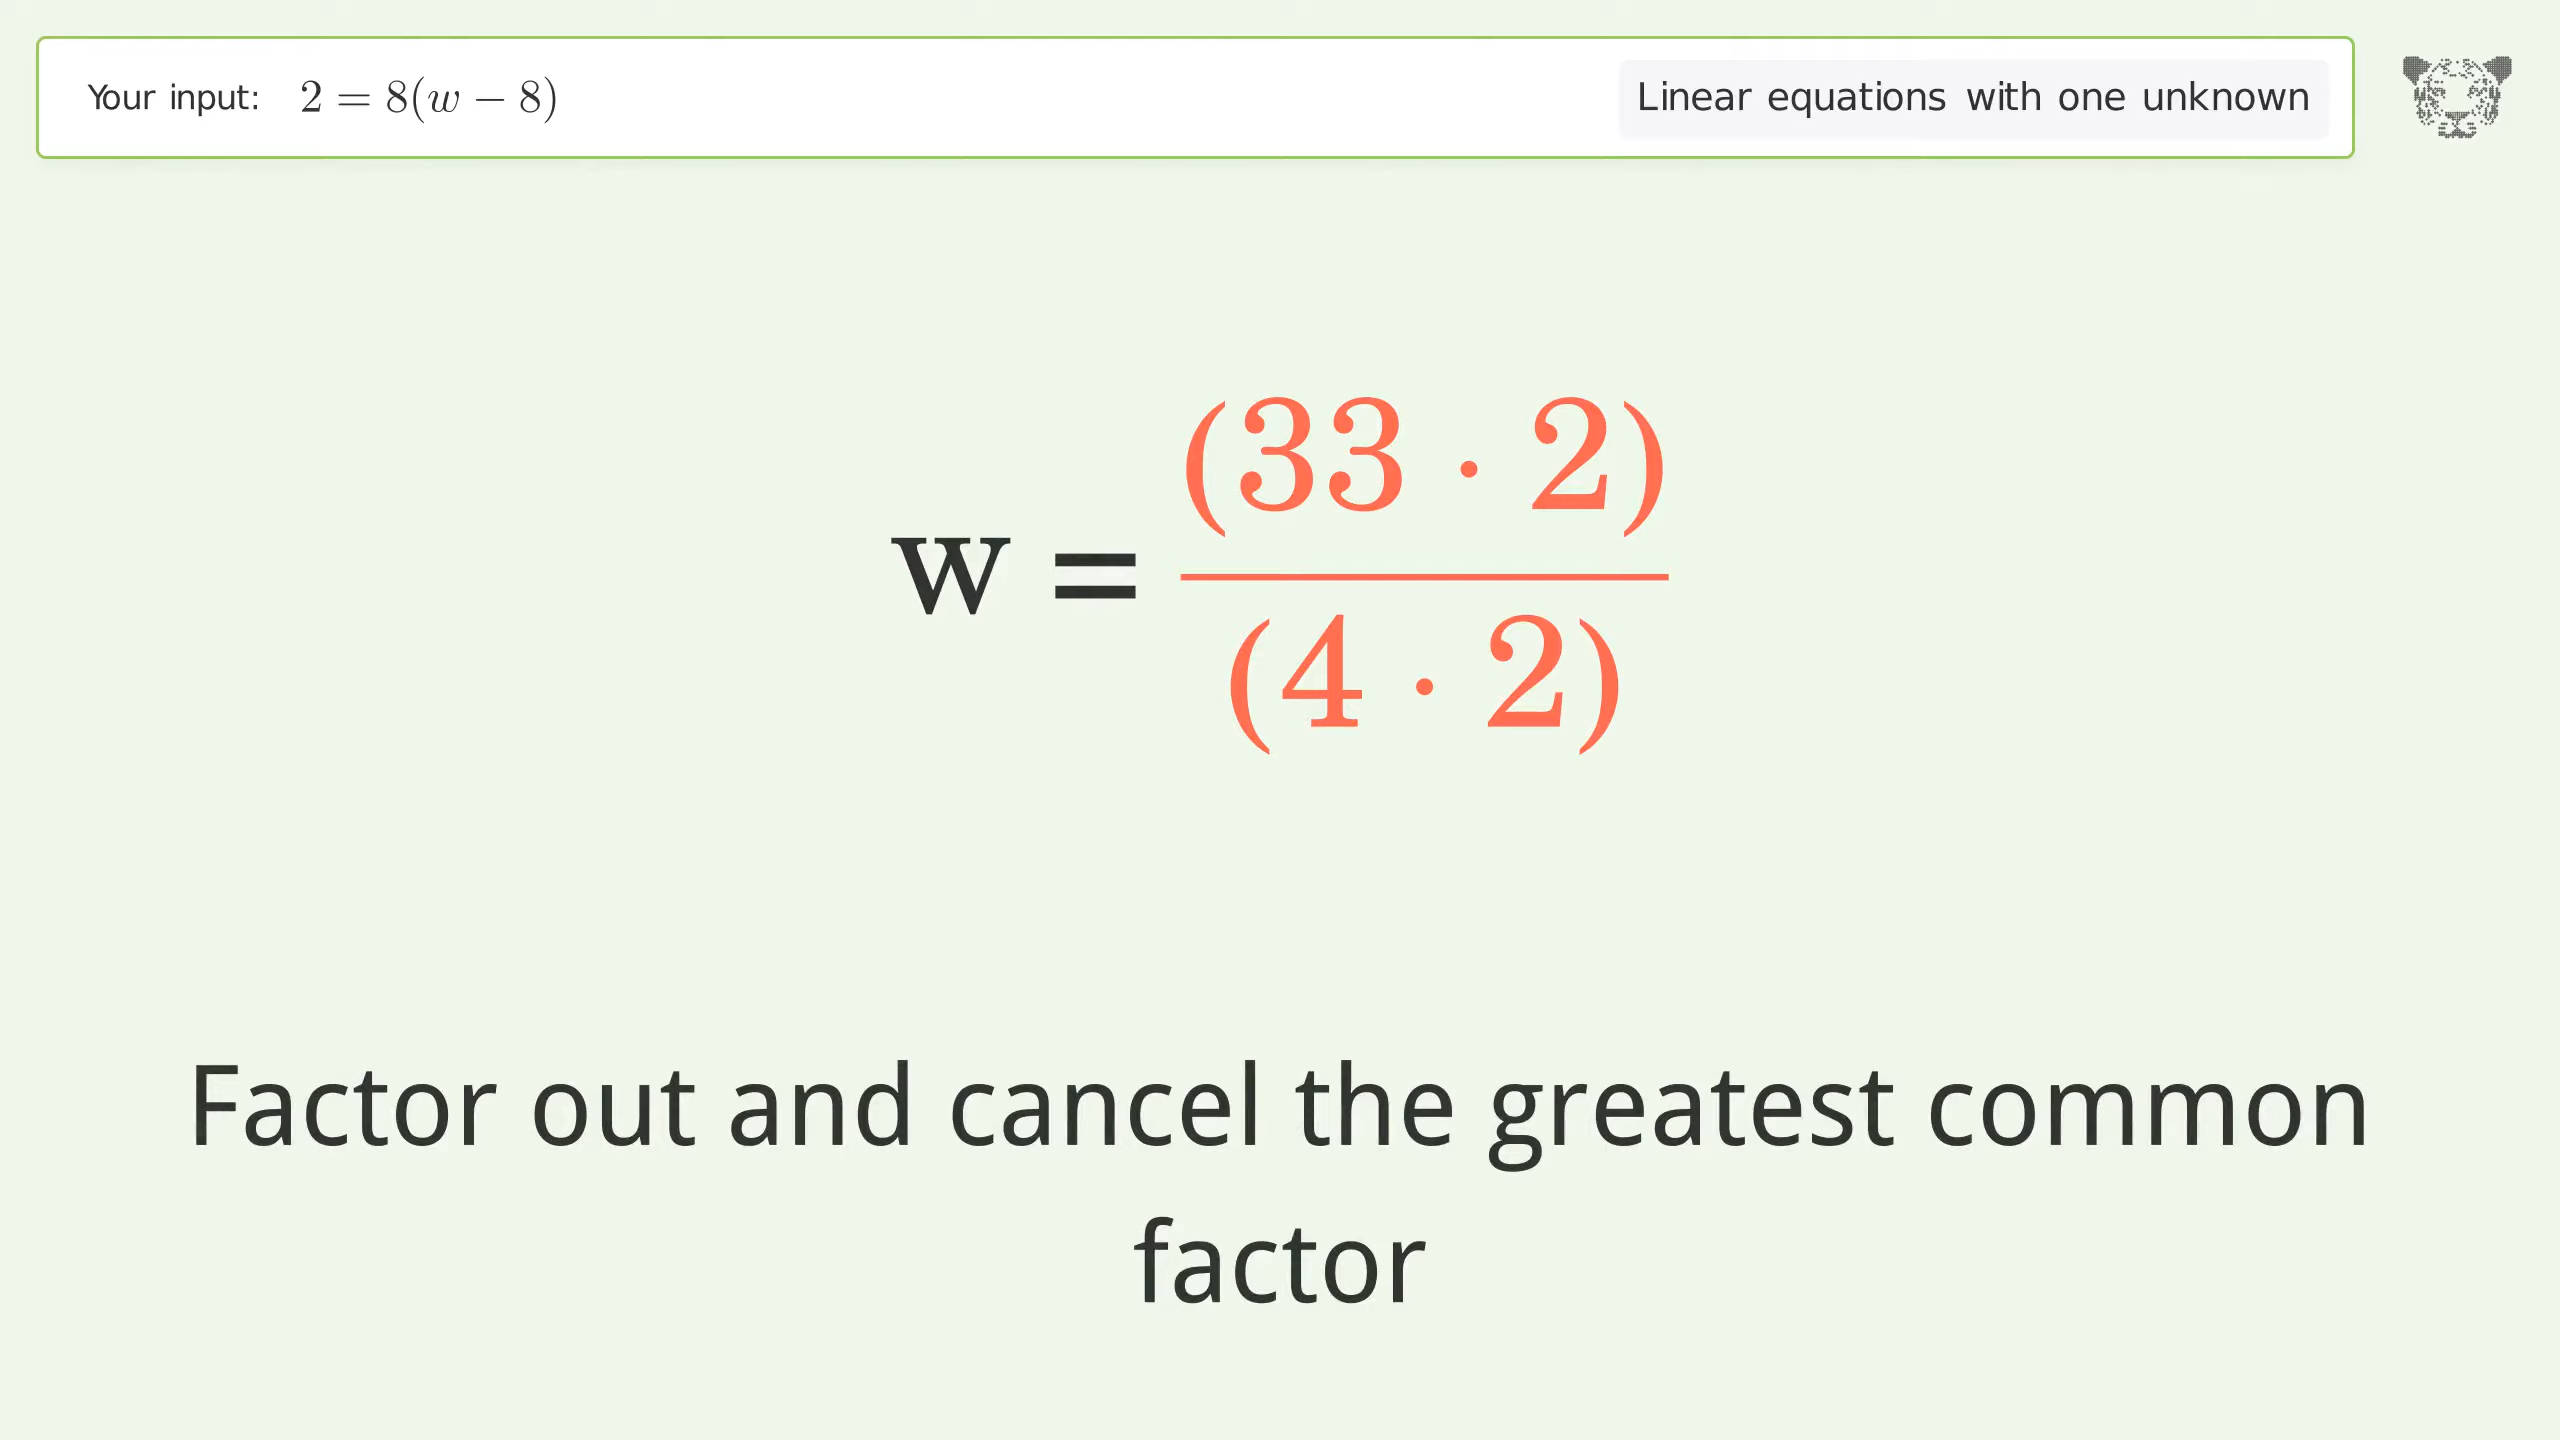 Your input: 2 = 8(w − 8)
Linear equations with one unknown
w = (33 · 2) / (4 · 2)
Factor out and cancel the greatest common
factor